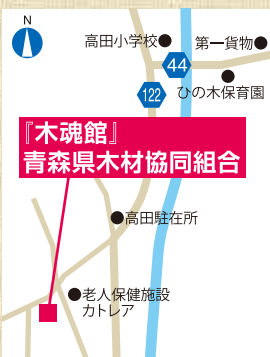 N
高田小学校
第一貨物
44
122
ひの木保育園
『木魂館』
青森県木材協同組合
高田駐在所
老人保健施設
カトレア